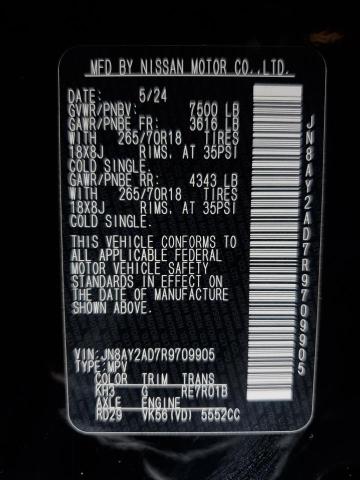 MFD BY NISSAN MOTOR CO.,LTD.
DATE: 5/24
GVWR/PNBV: 7500 LB
GAWR/PNBE FR: 3616 LB
WITH 265/70R18 TIRES
18X8J RIMS. AT 35PSI
COLD SINGLE.
GAWR/PNBE RR: 4343 LB
WITH 265/70R18 TIRES
18X8J RIMS. AT 35PSI
COLD SINGLE.
THIS VEHICLE CONFORMS TO
ALL APPLICABLE FEDERAL
MOTOR VEHICLE SAFETY
STANDARDS IN EFFECT ON
THE DATE OF MANUFACTURE
SHOWN ABOVE.
VIN:JN8AY2AD7R9709905
TYPE:MPV
COLOR TRIM TRANS
KH3 G RE7R01B
AXLE ENGINE
RD29 VK56(VD) 5552CC
JN8AY2AD7R9709905